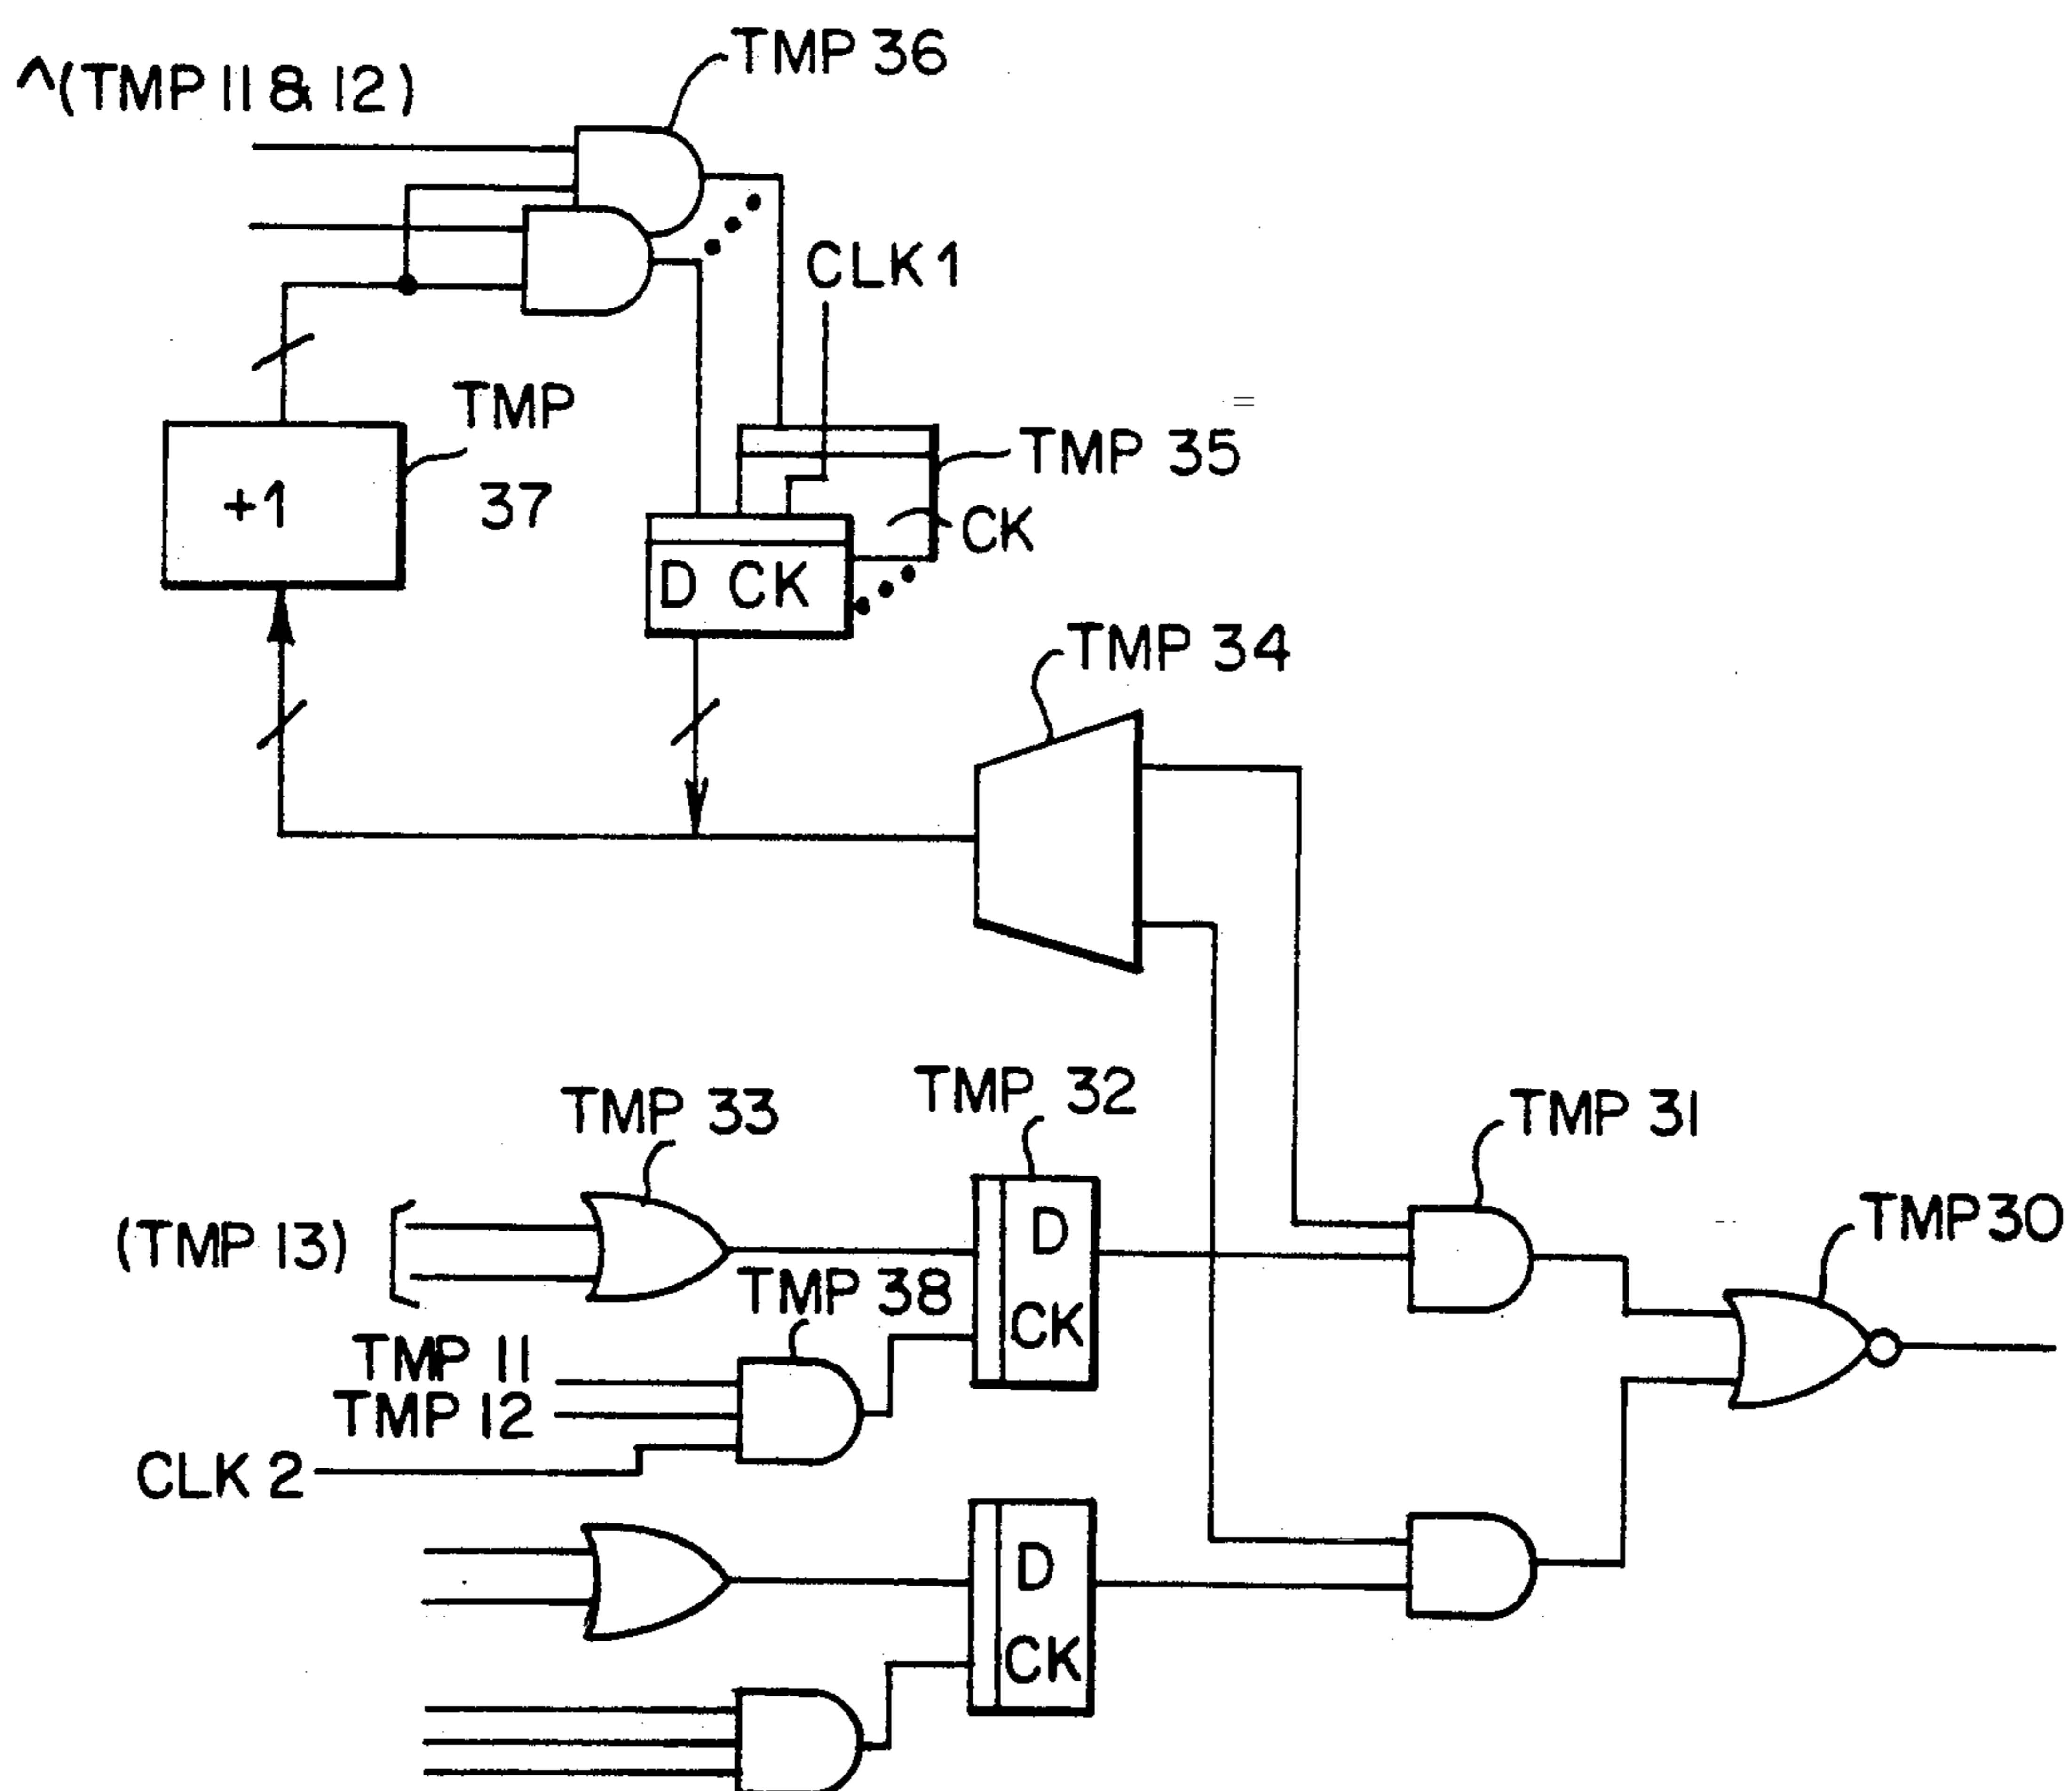 TMP 36
^(TMP 11 & 12)
CLK 1
TMP
37
+1
TMP 35
CK
D CK
TMP 34
TMP 33
TMP 32
TMP 31
(TMP 13)
D
TMP 30
TMP 38
CK
TMP 11
TMP 12
CLK 2
D
CK